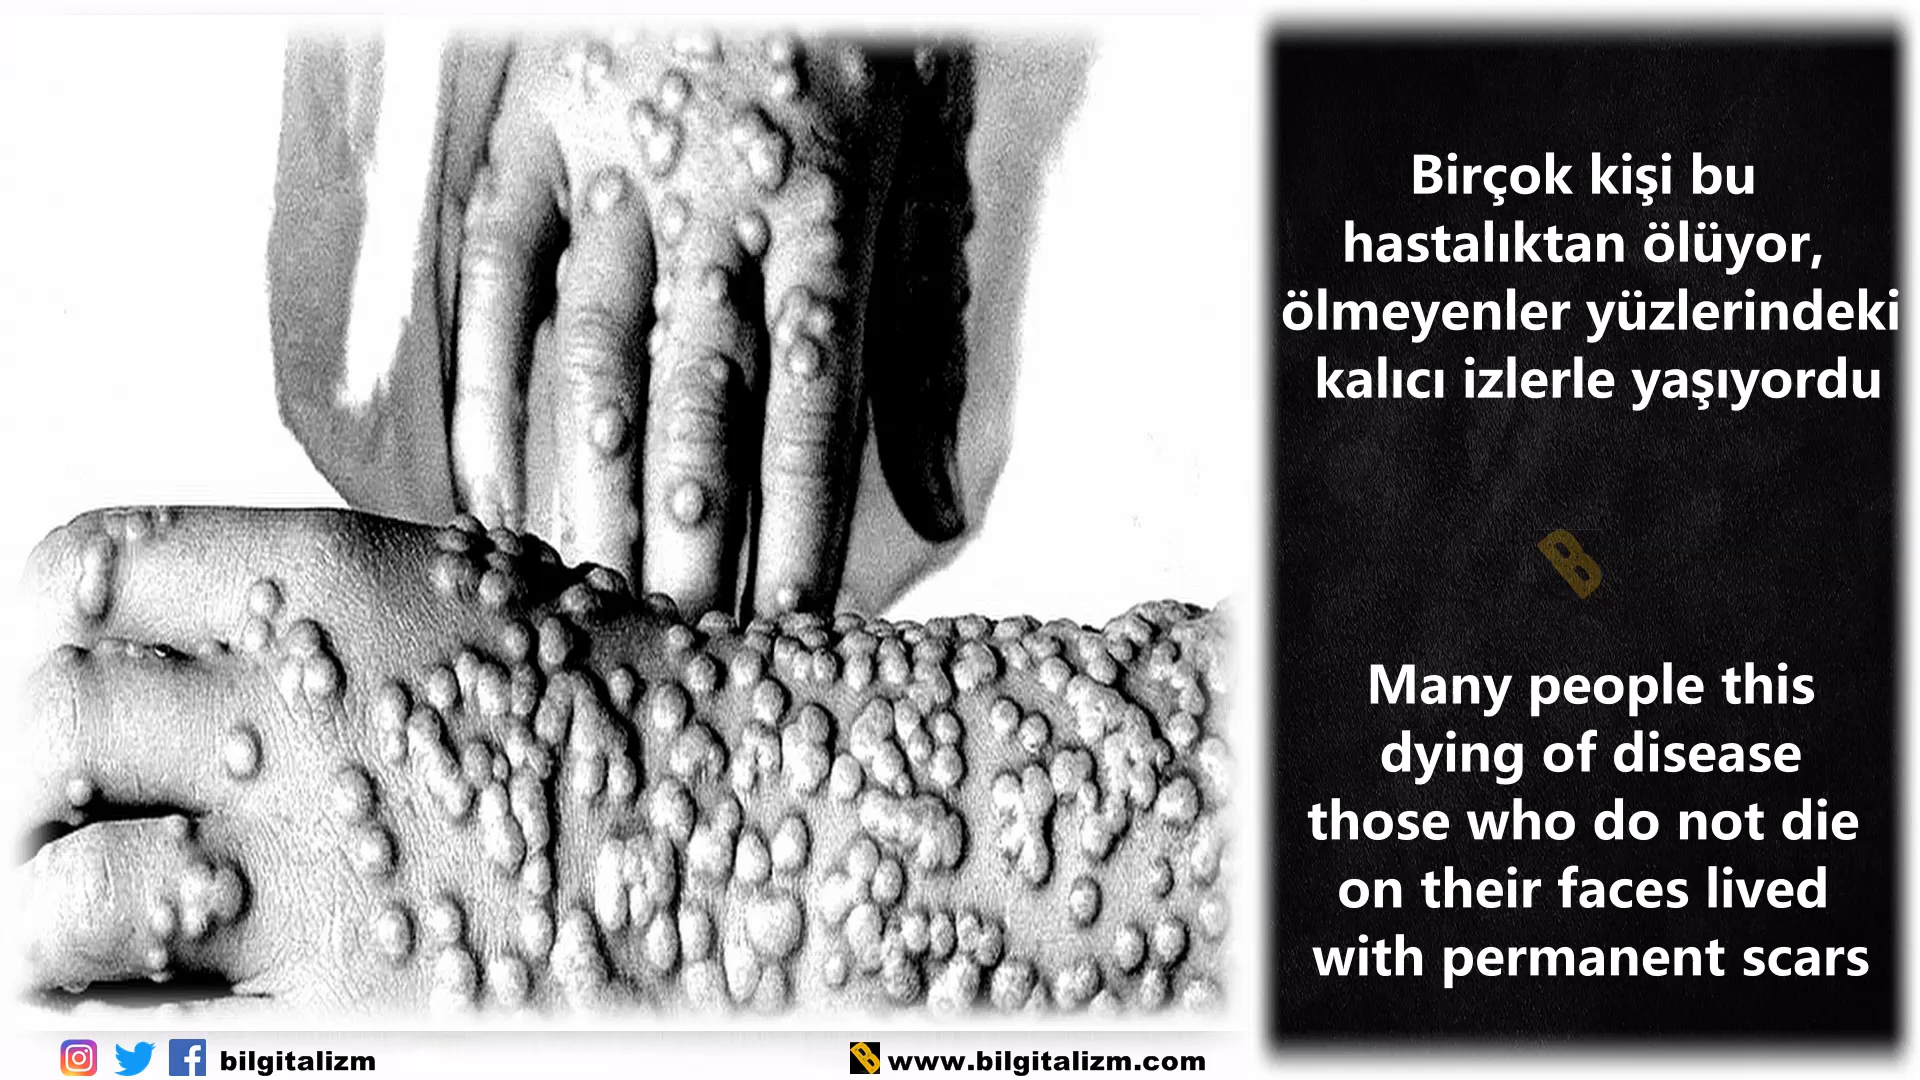 Birçok kişi bu
hastalıktan ölüyor,
ölmeyenler yüzlerindeki
kalıcı izlerle yaşıyordu
B
Many people this
dying of disease
those who do not die
on their faces lived
with permanent scars
bilgitalizm
B www.bilgitalizm.com